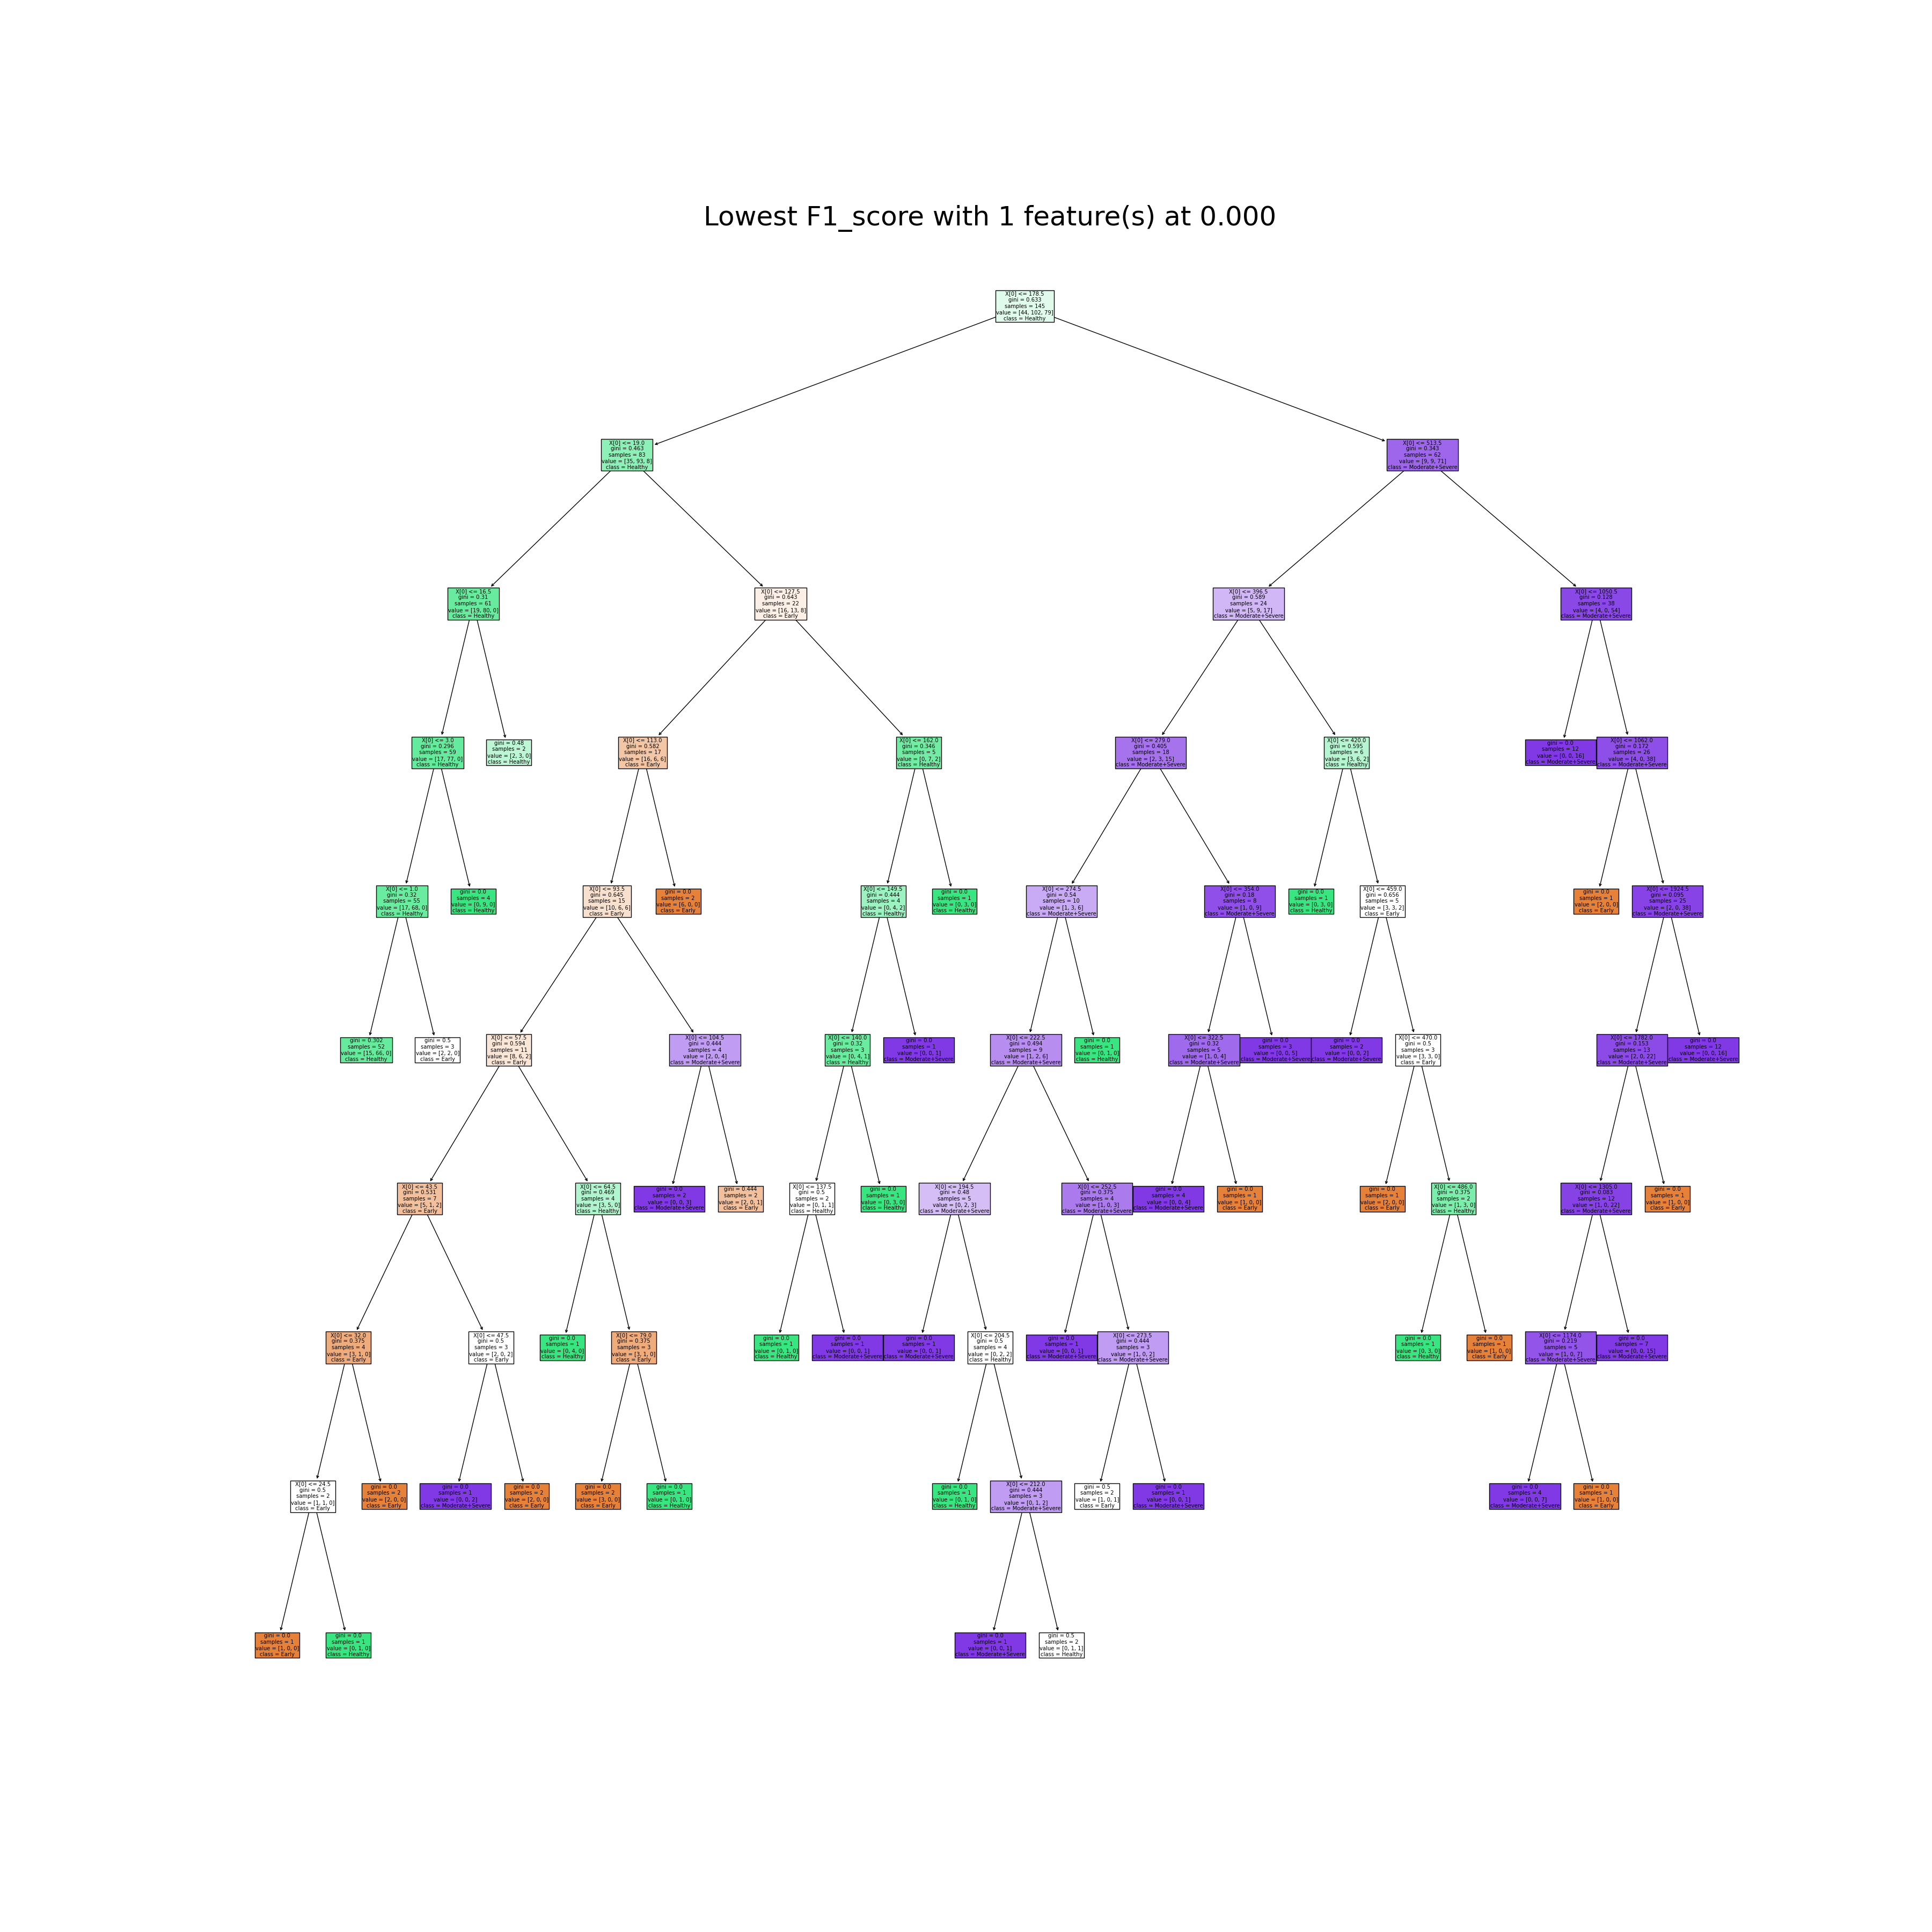 Lowest F1_score with 1 feature(s) at 0.000
X[0] <= 178.5
gini = 0.633
samples = 145
value = [44, 102, 79]
class = Healthy
X[0] <= 19.0
gini = 0.463
samples = 83
value = [35, 93, 8]
class = Healthy
X[0] <= 513.5
gini = 0.343
samples = 62
value = [9, 9, 71]
class = Moderate+Severe
X[0] <= 16.5
gini = 0.31
samples = 61
value = [19, 80, 0]
class = Healthy
X[0] <= 127.5
gini = 0.643
samples = 22
value = [16, 13, 8]
class = Early
X[0] <= 396.5
gini = 0.589
samples = 24
value = [5, 9, 17]
class = Moderate+Severe
X[0] <= 1050.5
gini = 0.128
samples = 38
value = [4, 0, 54]
class = Moderate+Severe
X[0] <= 3.0
gini = 0.296
samples = 59
value = [17, 77, 0]
class = Healthy
gini = 0.48
samples = 2
value = [2, 3, 0]
class = Healthy
X[0] <= 113.0
gini = 0.582
samples = 17
value = [16, 6, 6]
class = Early
X[0] <= 162.0
gini = 0.346
samples = 5
value = [0, 7, 2]
class = Healthy
X[0] <= 279.0
gini = 0.405
samples = 18
value = [2, 3, 15]
class = Moderate+Severe
X[0] <= 420.0
gini = 0.595
samples = 6
value = [3, 6, 2]
class = Healthy
gini = 0.0
samples = 12
value = [0, 0, 16]
class = Moderate+Severe
X[0] <= 1062.0
gini = 0.172
samples = 26
value = [4, 0, 38]
class = Moderate+Severe
X[0] <= 1.0
gini = 0.32
samples = 55
value = [17, 68, 0]
class = Healthy
gini = 0.0
samples = 4
value = [0, 9, 0]
class = Healthy
X[0] <= 93.5
gini = 0.645
samples = 15
value = [10, 6, 6]
class = Early
gini = 0.0
samples = 2
value = [6, 0, 0]
class = Early
X[0] <= 149.5
gini = 0.444
samples = 4
value = [0, 4, 2]
class = Healthy
gini = 0.0
samples = 1
value = [0, 3, 0]
class = Healthy
X[0] <= 274.5
gini = 0.54
samples = 10
value = [1, 3, 6]
class = Moderate+Severe
X[0] <= 354.0
gini = 0.18
samples = 8
value = [1, 0, 9]
class = Moderate+Severe
gini = 0.0
samples = 1
value = [0, 3, 0]
class = Healthy
X[0] <= 459.0
gini = 0.656
samples = 5
value = [3, 3, 2]
class = Early
gini = 0.0
samples = 1
value = [2, 0, 0]
class = Early
X[0] <= 1924.5
gini = 0.095
samples = 25
value = [2, 0, 38]
class = Moderate+Severe
gini = 0.302
samples = 52
value = [15, 66, 0]
class = Healthy
gini = 0.5
samples = 3
value = [2, 2, 0]
class = Early
X[0] <= 57.5
gini = 0.594
samples = 11
value = [8, 6, 2]
class = Early
X[0] <= 104.5
gini = 0.444
samples = 4
value = [2, 0, 4]
class = Moderate+Severe
X[0] <= 140.0
gini = 0.32
samples = 3
value = [0, 4, 1]
class = Healthy
gini = 0.0
samples = 1
value = [0, 0, 1]
class = Moderate+Severe
X[0] <= 222.5
gini = 0.494
samples = 9
value = [1, 2, 6]
class = Moderate+Severe
gini = 0.0
samples = 1
value = [0, 1, 0]
class = Healthy
X[0] <= 322.5
gini = 0.32
samples = 5
value = [1, 0, 4]
class = Moderate+Severe
gini = 0.0
samples = 3
value = [0, 0, 5]
class = Moderate+Severe
gini = 0.0
samples = 2
value = [0, 0, 2]
class = Moderate+Severe
X[0] <= 470.0
gini = 0.5
samples = 3
value = [3, 3, 0]
class = Early
X[0] <= 1782.0
gini = 0.153
samples = 13
value = [2, 0, 22]
class = Moderate+Severe
gini = 0.0
samples = 12
value = [0, 0, 16]
class = Moderate+Severe
X[0] <= 43.5
gini = 0.531
samples = 7
value = [5, 1, 2]
class = Early
X[0] <= 64.5
gini = 0.469
samples = 4
value = [3, 5, 0]
class = Healthy
gini = 0.0
samples = 2
value = [0, 0, 3]
class = Moderate+Severe
gini = 0.444
samples = 2
value = [2, 0, 1]
class = Early
X[0] <= 137.5
gini = 0.5
samples = 2
value = [0, 1, 1]
class = Healthy
gini = 0.0
samples = 1
value = [0, 3, 0]
class = Healthy
X[0] <= 194.5
gini = 0.48
samples = 5
value = [0, 2, 3]
class = Moderate+Severe
X[0] <= 252.5
gini = 0.375
samples = 4
value = [1, 0, 3]
class = Moderate+Severe
gini = 0.0
samples = 4
value = [0, 0, 4]
class = Moderate+Severe
gini = 0.0
samples = 1
value = [1, 0, 0]
class = Early
gini = 0.0
samples = 1
value = [2, 0, 0]
class = Early
X[0] <= 486.0
gini = 0.375
samples = 2
value = [1, 3, 0]
class = Healthy
X[0] <= 1305.0
gini = 0.083
samples = 12
value = [1, 0, 22]
class = Moderate+Severe
gini = 0.0
samples = 1
value = [1, 0, 0]
class = Early
X[0] <= 32.0
gini = 0.375
samples = 4
value = [3, 1, 0]
class = Early
X[0] <= 47.5
gini = 0.5
samples = 3
value = [2, 0, 2]
class = Early
gini = 0.0
samples = 1
value = [0, 4, 0]
class = Healthy
X[0] <= 79.0
gini = 0.375
samples = 3
value = [3, 1, 0]
class = Early
gini = 0.0
samples = 1
value = [0, 1, 0]
class = Healthy
gini = 0.0
samples = 1
value = [0, 0, 1]
class = Moderate+Severe
gini = 0.0
samples = 1
value = [0, 0, 1]
class = Moderate+Severe
X[0] <= 204.5
gini = 0.5
samples = 4
value = [0, 2, 2]
class = Healthy
gini = 0.0
samples = 1
value = [0, 0, 1]
class = Moderate+Severe
X[0] <= 273.5
gini = 0.444
samples = 3
value = [1, 0, 2]
class = Moderate+Severe
gini = 0.0
samples = 1
value = [0, 3, 0]
class = Healthy
gini = 0.0
samples = 1
value = [1, 0, 0]
class = Early
X[0] <= 1174.0
gini = 0.219
samples = 5
value = [1, 0, 7]
class = Moderate+Severe
gini = 0.0
samples = 7
value = [0, 0, 15]
class = Moderate+Severe
X[0] <= 24.5
gini = 0.5
samples = 2
value = [1, 1, 0]
class = Early
gini = 0.0
samples = 2
value = [2, 0, 0]
class = Early
gini = 0.0
samples = 1
value = [0, 0, 2]
class = Moderate+Severe
gini = 0.0
samples = 2
value = [2, 0, 0]
class = Early
gini = 0.0
samples = 2
value = [3, 0, 0]
class = Early
gini = 0.0
samples = 1
value = [0, 1, 0]
class = Healthy
gini = 0.0
samples = 1
value = [0, 1, 0]
class = Healthy
X[0] <= 212.0
gini = 0.444
samples = 3
value = [0, 1, 2]
class = Moderate+Severe
gini = 0.5
samples = 2
value = [1, 0, 1]
class = Early
gini = 0.0
samples = 1
value = [0, 0, 1]
class = Moderate+Severe
gini = 0.0
samples = 4
value = [0, 0, 7]
class = Moderate+Severe
gini = 0.0
samples = 1
value = [1, 0, 0]
class = Early
gini = 0.0
samples = 1
value = [1, 0, 0]
class = Early
gini = 0.0
samples = 1
value = [0, 1, 0]
class = Healthy
gini = 0.0
samples = 1
value = [0, 0, 1]
class = Moderate+Severe
gini = 0.5
samples = 2
value = [0, 1, 1]
class = Healthy